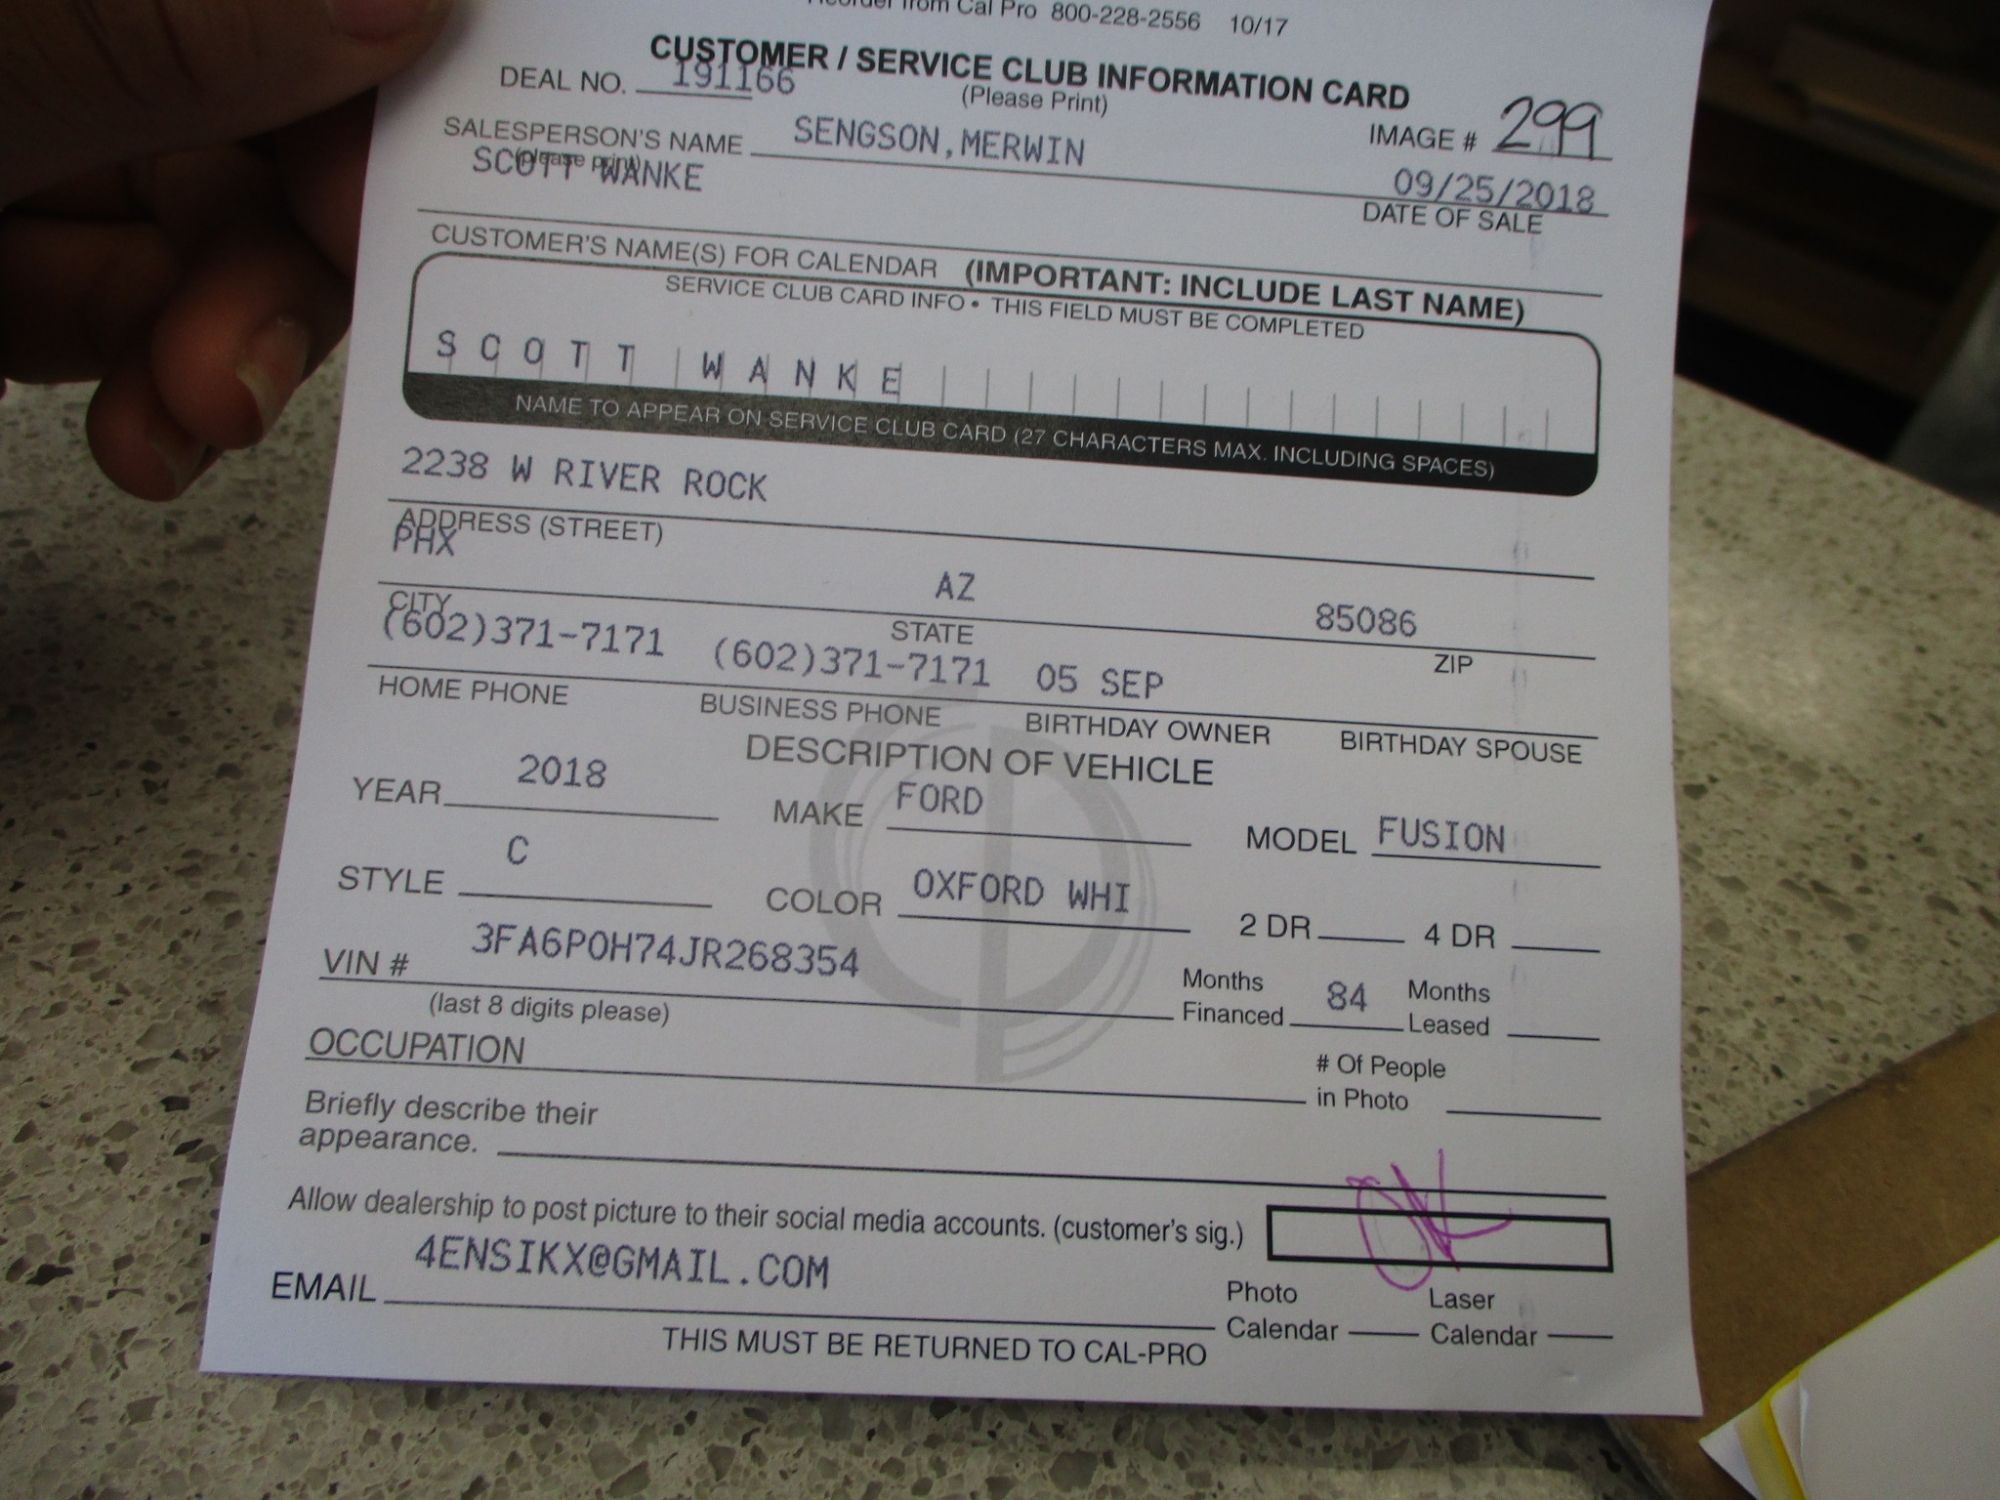 Reorder from Cal Pro 800-228-2556 10/17
CUSTOMER / SERVICE CLUB INFORMATION CARD
DEAL NO. 191166 (Please Print)
IMAGE # 299
SALESPERSON'S NAME SENGSON,MERWIN
(please print)
SCOTT WANKE
09/25/2018
DATE OF SALE
CUSTOMER'S NAME(S) FOR CALENDAR (IMPORTANT: INCLUDE LAST NAME)
SERVICE CLUB CARD INFO • THIS FIELD MUST BE COMPLETED
SCOTT WANKE
NAME TO APPEAR ON SERVICE CLUB CARD (27 CHARACTERS MAX. INCLUDING SPACES)
2238 W RIVER ROCK
ADDRESS (STREET)
PHX AZ 85086
CITY STATE ZIP
(602)371-7171 (602)371-7171 05 SEP
HOME PHONE BUSINESS PHONE BIRTHDAY OWNER BIRTHDAY SPOUSE
DESCRIPTION OF VEHICLE
YEAR 2018 MAKE FORD MODEL FUSION
STYLE C COLOR OXFORD WHI 2 DR 4 DR
VIN # 3FA6P0H74JR268354
(last 8 digits please)
Months Financed 84 Months Leased
OCCUPATION
# Of People in Photo
Briefly describe their
appearance.
Allow dealership to post picture to their social media accounts. (customer's sig.)
EMAIL 4ENSIKX@GMAIL.COM
Photo Calendar Laser Calendar
THIS MUST BE RETURNED TO CAL-PRO